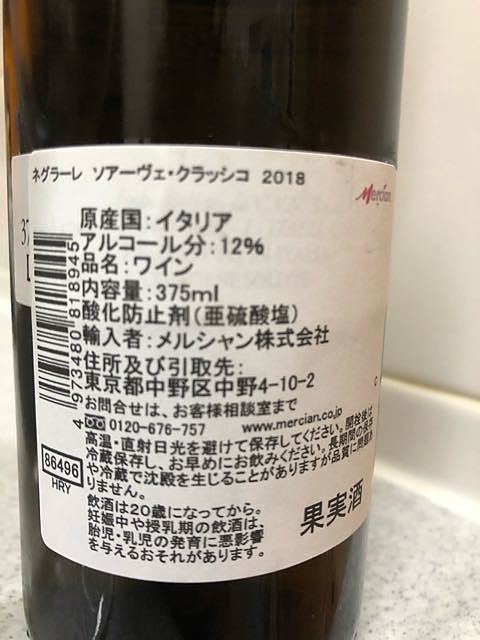 ネグラーレ ソアーヴェ・クラッシコ 2018
Mercian
原産国:イタリア
アルコール分:12%
品名:ワイン
内容量:375ml
酸化防止剤(亜硫酸塩)
輸入者:メルシャン株式会社
住所及び引取先:
東京都中野区中野4-10-2
お問合せは、お客様相談室まで
0120-676-757 www.mercian.co.jp
高温・直射日光を避けて保存してください。開栓後は
冷蔵保存し、お早めにお飲みください。長期間の保存
や冷蔵で沈殿を生じることがありますが品質に問題あ
りません。
飲酒は20歳になってから。
妊娠中や授乳期の飲酒は、
胎児・乳児の発育に悪影響
を与えるおそれがあります。
果実酒
4 973480 818945
86496
HRY
37